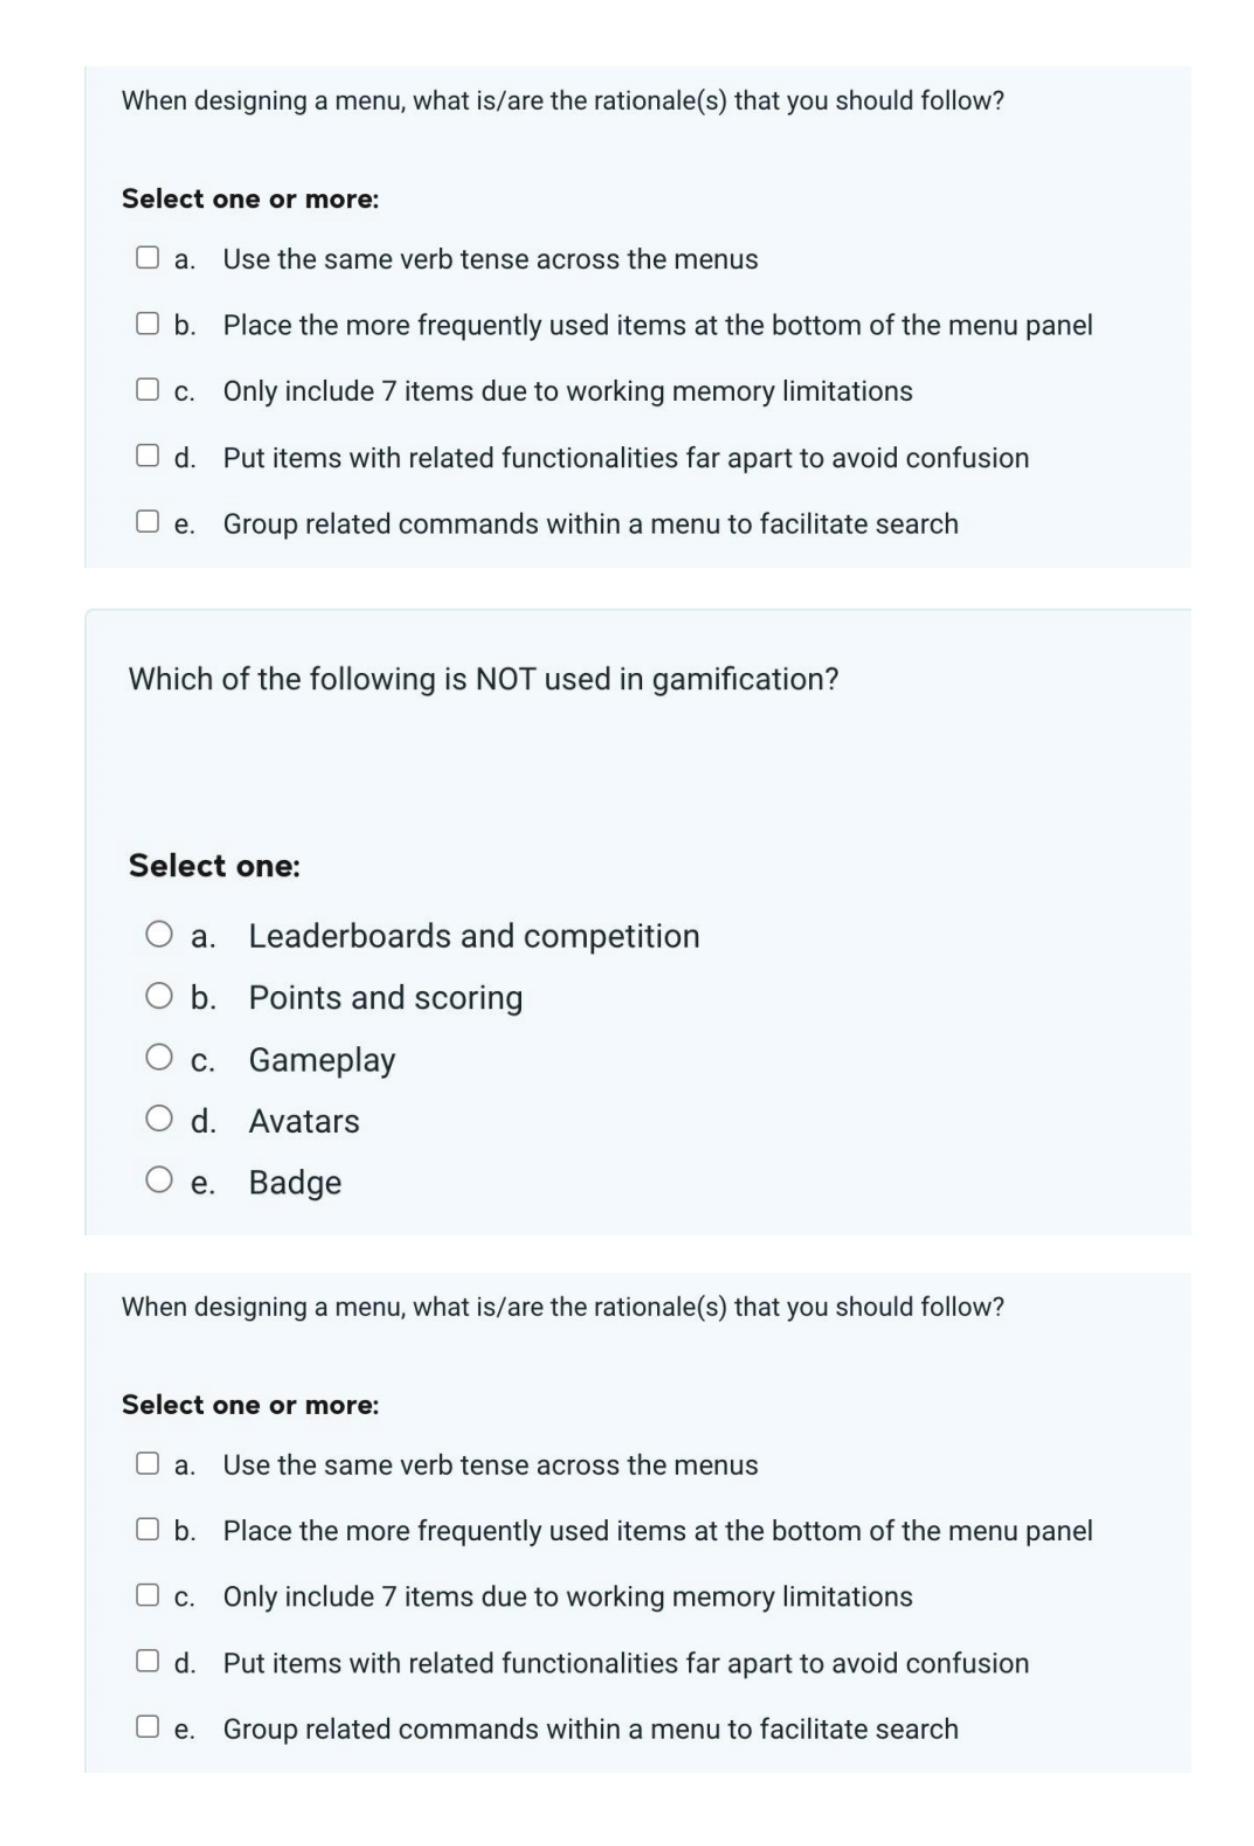 When designing a menu, what is/are the rationale(s) that you should follow?
Select one or more:
a. Use the same verb tense across the menus
b. Place the more frequently used items at the bottom of the menu panel
c. Only include 7 items due to working memory limitations
d. Put items with related functionalities far apart to avoid confusion
e. Group related commands within a menu to facilitate search
Which of the following is NOT used in gamification?
Select one:
a. Leaderboards and competition
b. Points and scoring
c. Gameplay
d. Avatars
e. Badge
When designing a menu, what is/are the rationale(s) that you should follow?
Select one or more:
a. Use the same verb tense across the menus
b. Place the more frequently used items at the bottom of the menu panel
c. Only include 7 items due to working memory limitations
d. Put items with related functionalities far apart to avoid confusion
e. Group related commands within a menu to facilitate search